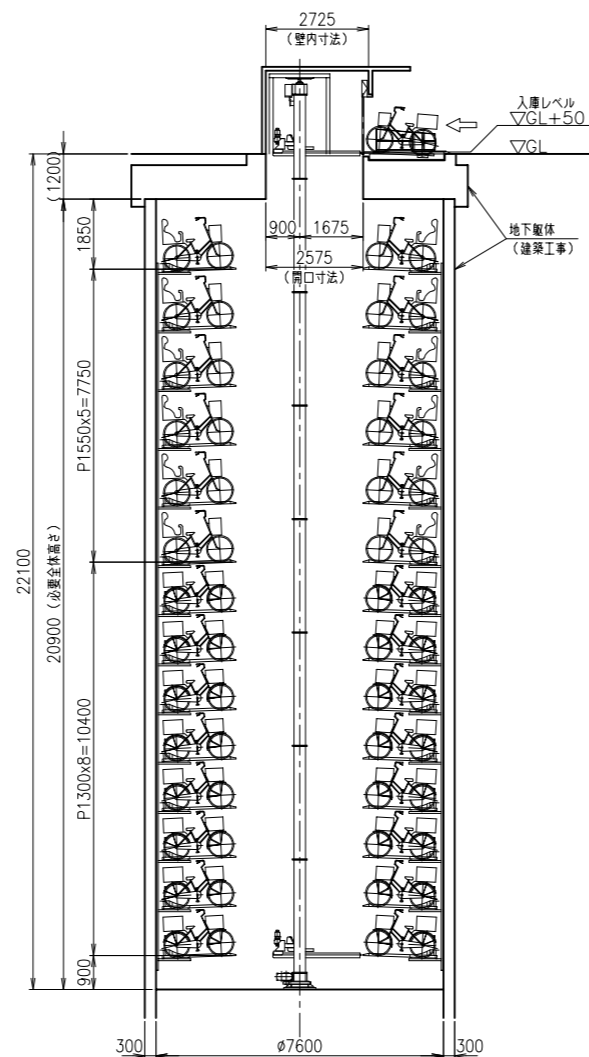 2725
(壁内寸法)
入庫レベル
▽GL+50
▽GL
(1200)
900
1675
2575
(開口寸法)
地下躯体
(建築工事)
1850
P1550x5=7750
22100
20900(必要全体高さ)
P1300x8=10400
900
300
ø7600
300